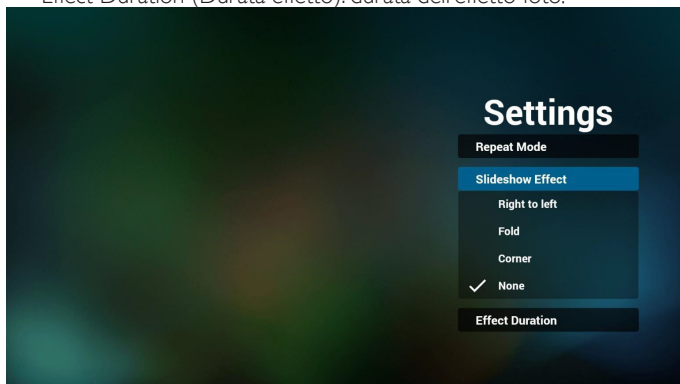 Effect Duration (Durata effetto): durata dell'effetto foto.
Settings
Repeat Mode
Slideshow Effect
Right to left
Fold
Corner
None
Effect Duration